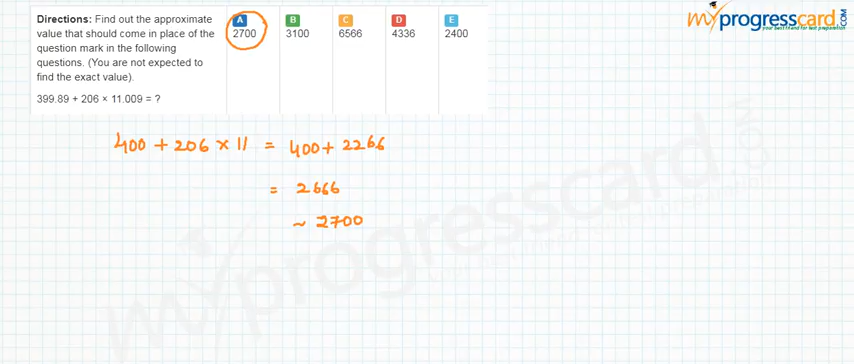 Directions: Find out the approximate
value that should come in place of the
question mark in the following
questions. (You are not expected to
find the exact value).
399.89 + 206 × 11.009 = ?
A
2700
B
3100
C
6566
D
4336
E
2400
myprogresscard.com
your best friend for test preparation
400 + 206 × 11 = 400 + 2266
= 2666
~ 2700
myprogresscard.com